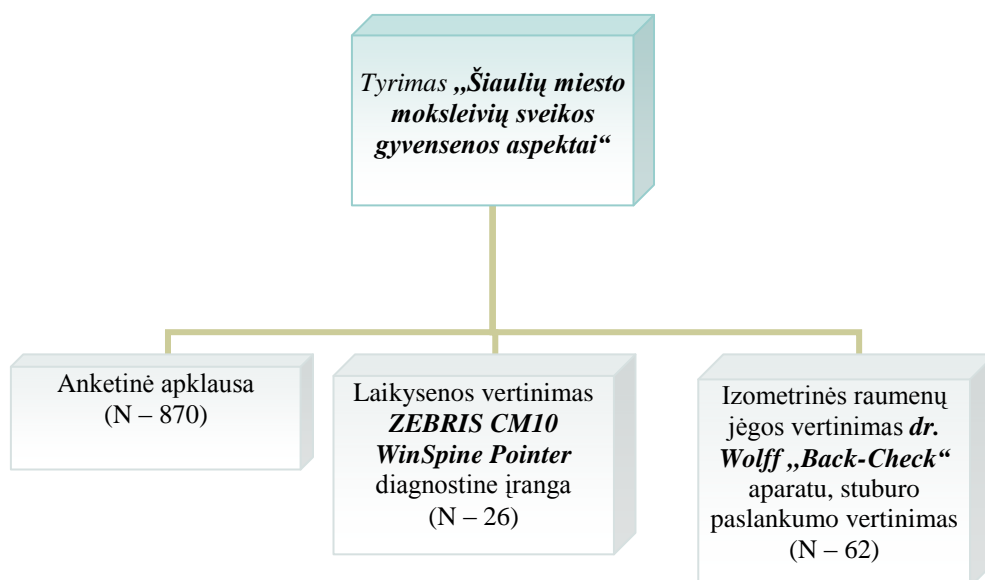 Tyrimas ,,Šiaulių miesto
moksleivių sveikos
gyvensenos aspektai“
Anketinė apklausa
(N – 870)
Laikysenos vertinimas
ZEBRIS CM10
WinSpine Pointer
diagnostine įranga
(N – 26)
Izometrinės raumenų
jėgos vertinimas dr.
Wolff ,,Back-Check“
aparatu, stuburo
paslankumo vertinimas
(N – 62)